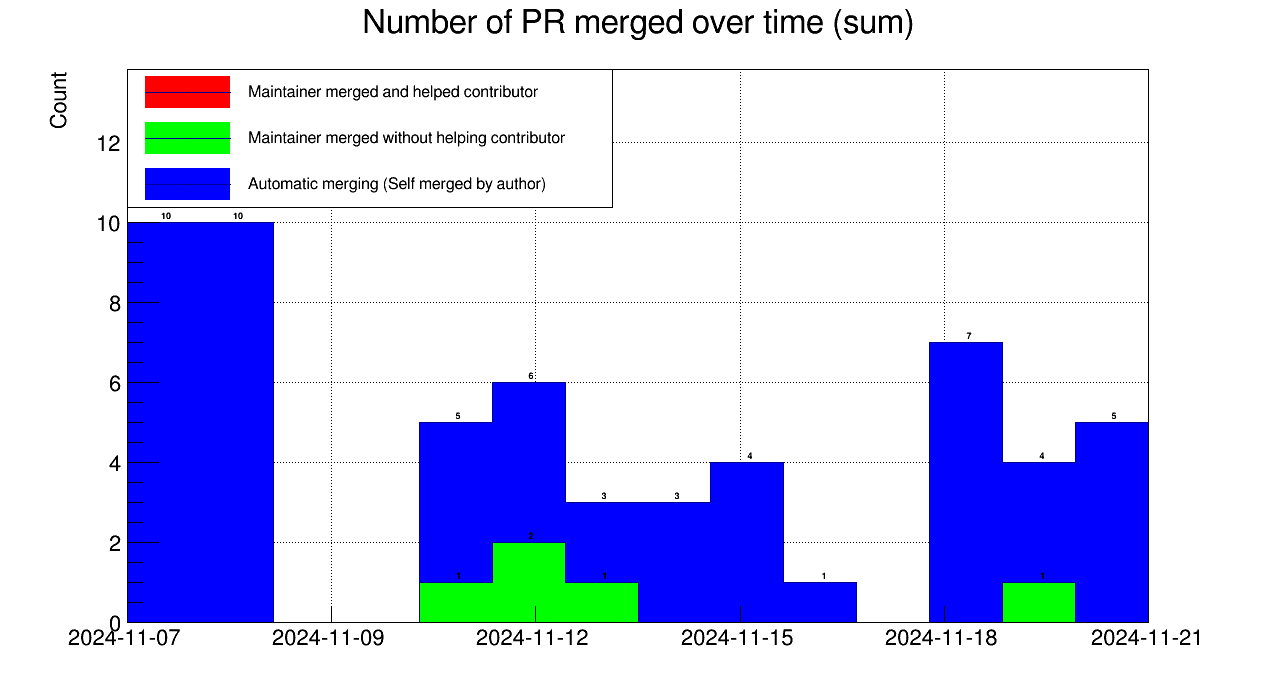 Number of PR merged over time (sum)
Count
Maintainer merged and helped contributor
Maintainer merged without helping contributor
Automatic merging (Self merged by author)
12
10
8
6
4
2
0
10 10
7
6
5 5
4 4
3 3
2
1 1 1 1
2024-11-07 2024-11-09 2024-11-12 2024-11-15 2024-11-18 2024-11-21